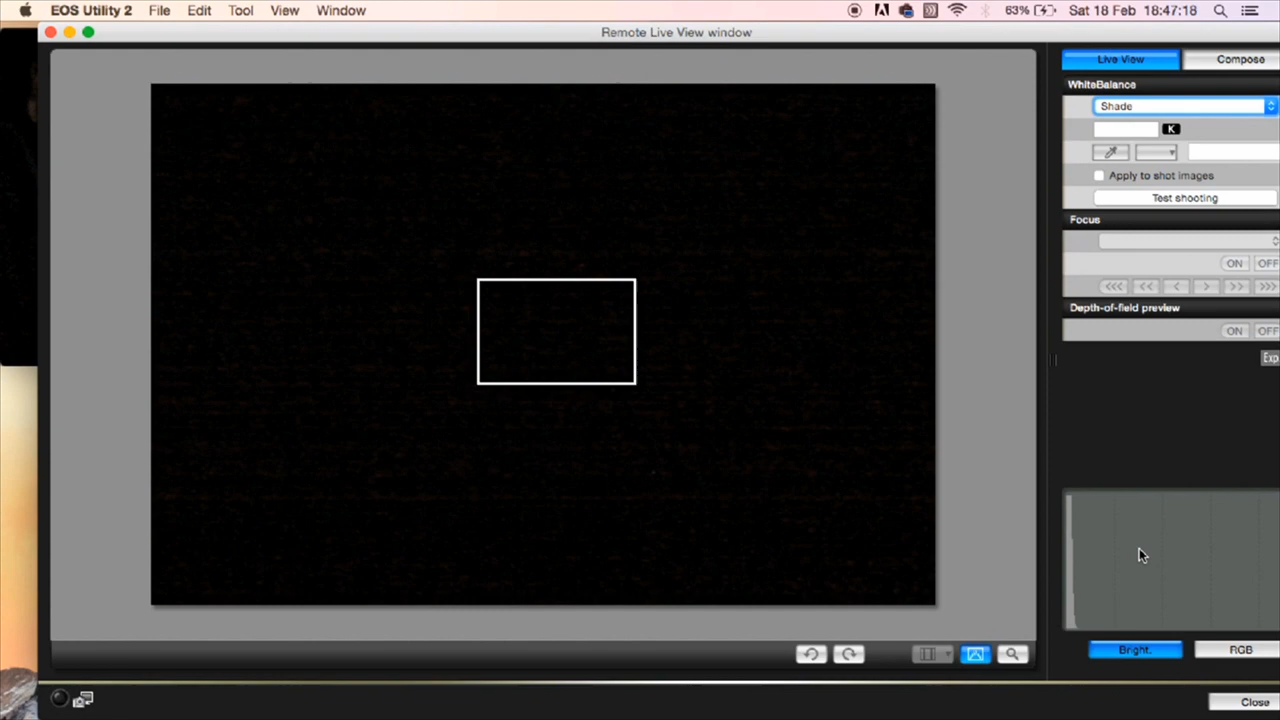 EOS Utility 2 File Edit Tool View Window 63% Sat 18 Feb 18:47:18
Remote Live View window
Live View Compose
WhiteBalance
Shade
K
Apply to shot images
Test shooting
Focus
ON OFF
<<< << < > >> >>>
Depth-of-field preview
ON OFF
Exp
Bright. RGB
Close